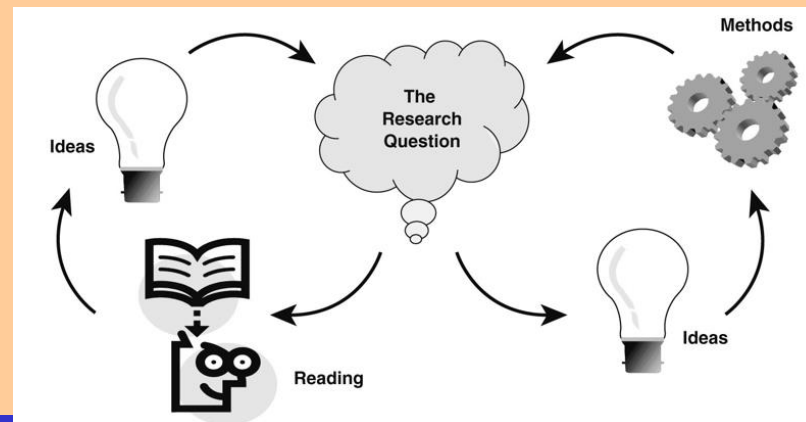 Methods
The
Research
Question
Ideas
Ideas
Reading